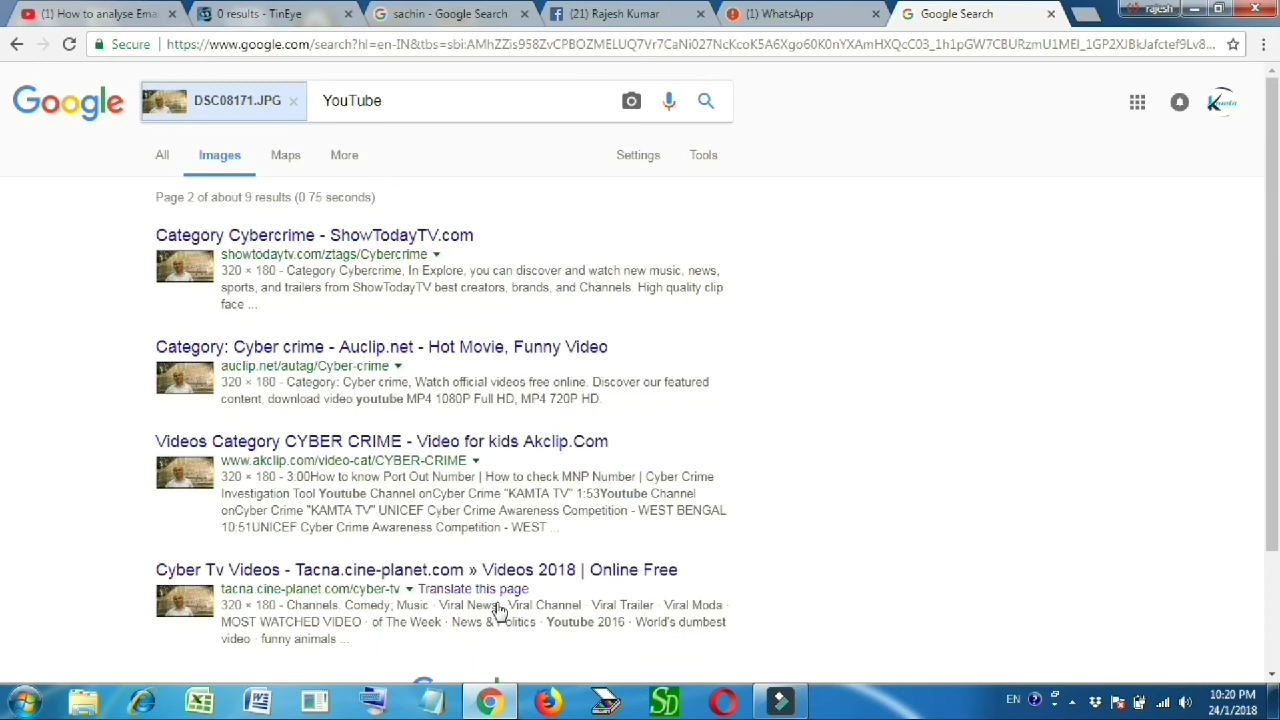 (1) How to analyse Ema
0 results - TinEye
sachin - Google Search
(21) Rajesh Kumar
(1) WhatsApp
Google Search
rajesh
Secure
https://www.google.com/search?hl=en-IN&tbs=sbi:AMhZZis958ZvCPBOZMELUQ7Vr7CaNi027NcKcoK5A6Xgo60K0nYXAmHXQcC03_1h1pGW7CBURzmU1MEl_1GP2XJBkJafctef9Lv8...
Google
DSC08171.JPG
YouTube
All
Images
Maps
More
Settings
Tools
Page 2 of about 9 results (0.75 seconds)
Category Cybercrime - ShowTodayTV.com
showtodaytv.com/ztags/Cybercrime
320 × 180 - Category Cybercrime, In Explore, you can discover and watch new music, news,
sports, and trailers from ShowTodayTV best creators, brands, and Channels. High quality clip
face ...
Category: Cyber crime - Auclip.net - Hot Movie, Funny Video
auclip.net/autag/Cyber-crime
320 × 180 - Category: Cyber crime, Watch official videos free online. Discover our featured
content, download video youtube MP4 1080P Full HD, MP4 720P HD.
Videos Category CYBER CRIME - Video for kids Akclip.Com
www.akclip.com/video-cat/CYBER-CRIME
320 × 180 - 3:00How to know Port Out Number | How to check MNP Number | Cyber Crime
Investigation Tool Youtube Channel onCyber Crime "KAMTA TV" 1:53Youtube Channel
onCyber Crime "KAMTA TV" UNICEF Cyber Crime Awareness Competition - WEST BENGAL
10:51UNICEF Cyber Crime Awareness Competition - WEST ...
Cyber Tv Videos - Tacna.cine-planet.com » Videos 2018 | Online Free
tacna.cine-planet.com/cyber-tv
Translate this page
320 × 180 - Channels. Comedy; Music · Viral News · Viral Channel · Viral Trailer · Viral Moda ·
MOST WATCHED VIDEO · of The Week · News & Politics · Youtube 2016 · World's dumbest
video · funny animals ...
EN
10:20 PM
24/1/2018